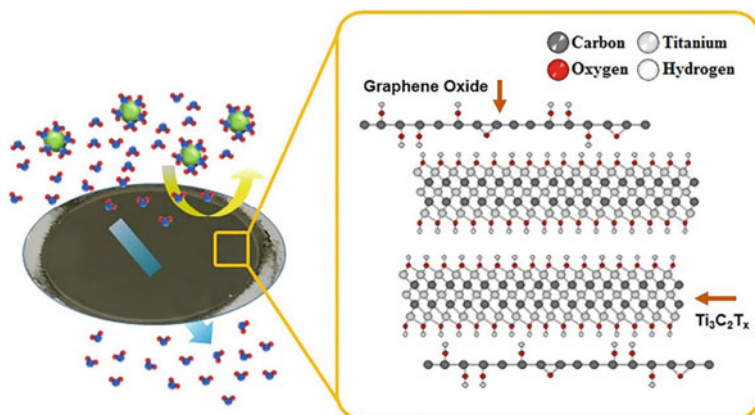 Carbon Titanium
Oxygen Hydrogen
Graphene Oxide
Ti₃C₂Tₓ